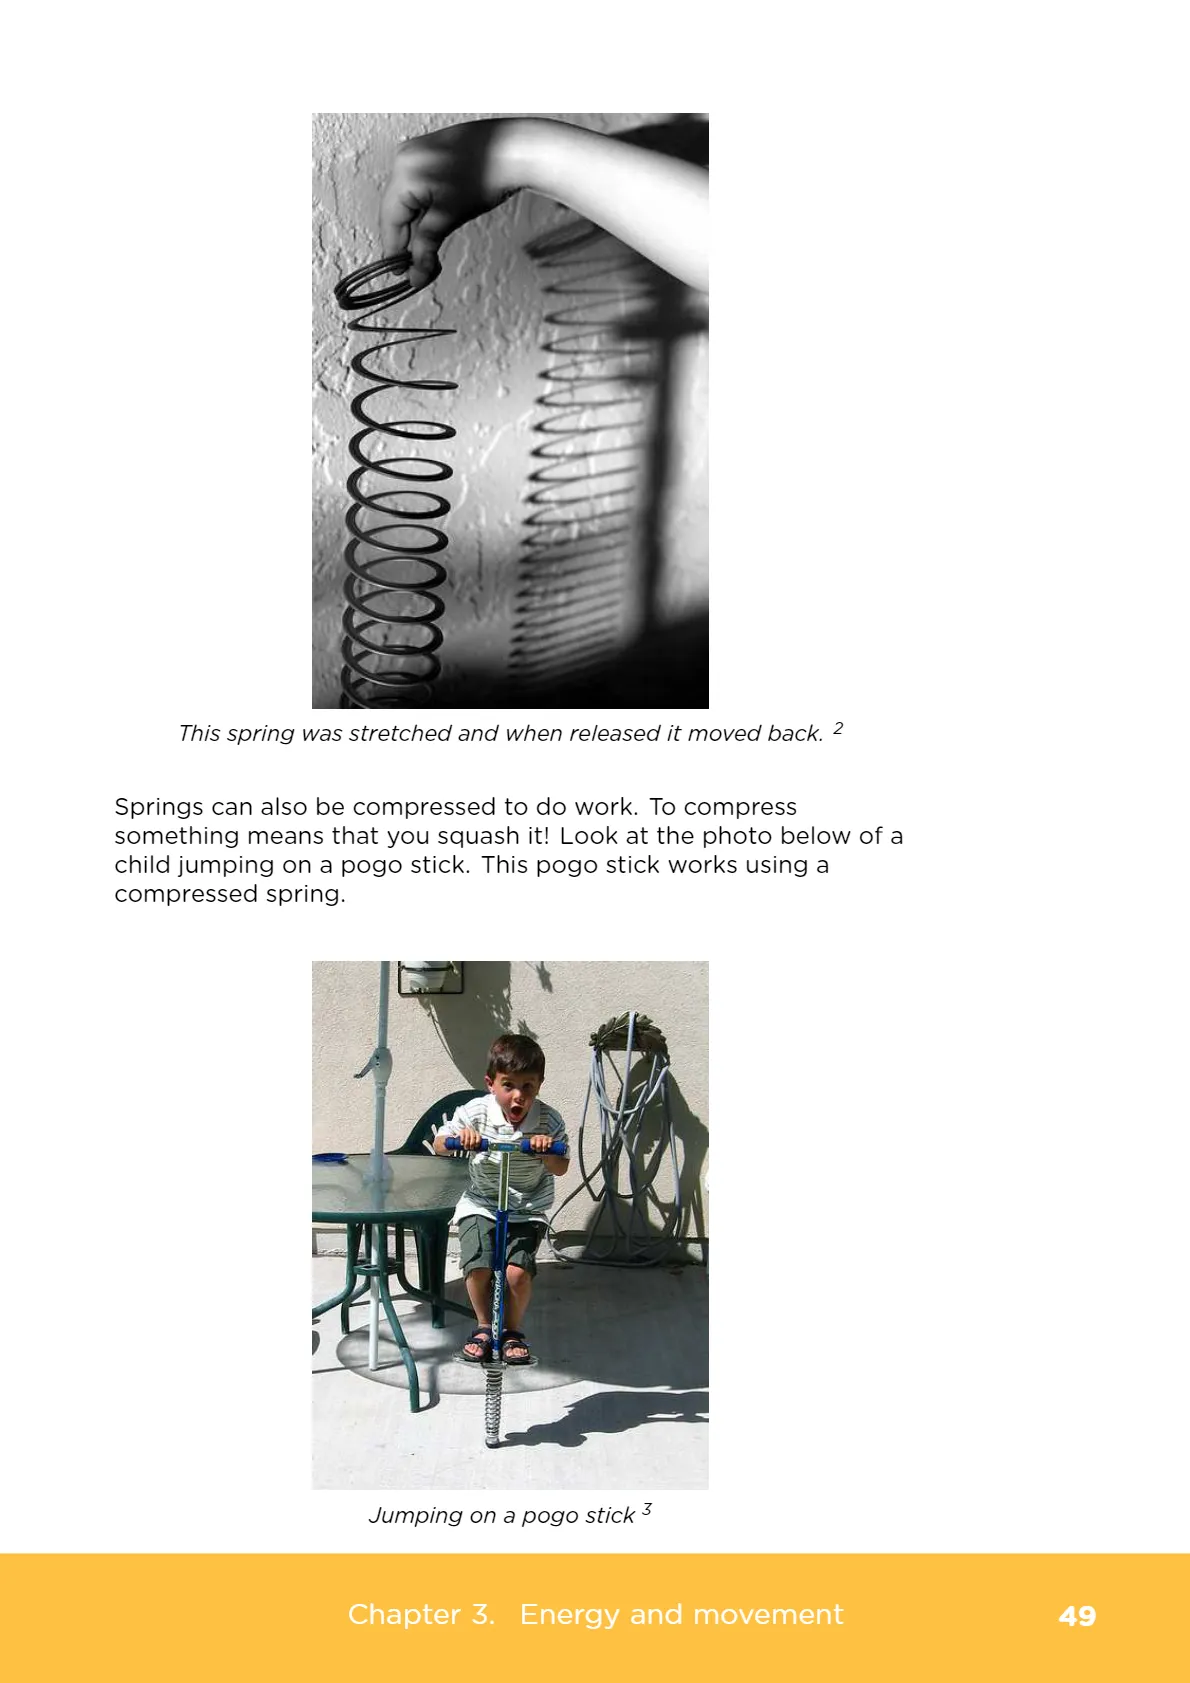 This spring was stretched and when released it moved back. 2
Springs can also be compressed to do work. To compress
something means that you squash it! Look at the photo below of a
child jumping on a pogo stick. This pogo stick works using a
compressed spring.
Jumping on a pogo stick 3
Chapter 3. Energy and movement
49